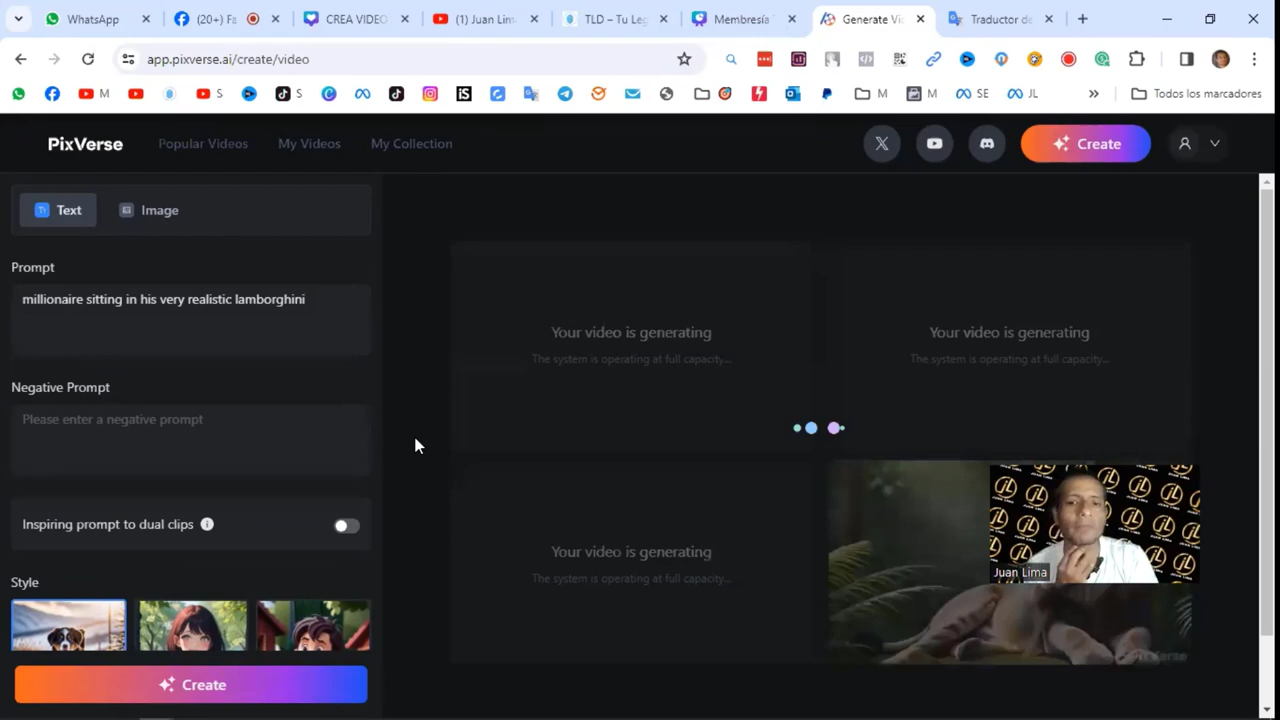 WhatsApp
(20+) Fa
CREA VIDEO
(1) Juan Lim
TLD – Tu Leg
Membresía
Generate Vi
Traductor de
app.pixverse.ai/create/video
M
S
S
M
M
SE
JL
Todos los marcadores
PixVerse
Popular Videos
My Videos
My Collection
Create
Text
Image
Prompt
millionaire sitting in his very realistic lamborghini
Negative Prompt
Please enter a negative prompt
Inspiring prompt to dual clips
Style
Create
Your video is generating
The system is operating at full capacity...
Your video is generating
The system is operating at full capacity...
Your video is generating
The system is operating at full capacity...
Juan Lima
PixVerse